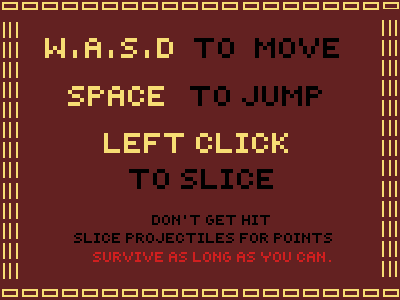 W.A.S.D TO MOVE
SPACE TO JUMP
LEFT CLICK
TO SLICE
DON'T GET HIT
SLICE PROJECTILES FOR POINTS
SURVIVE AS LONG AS YOU CAN.